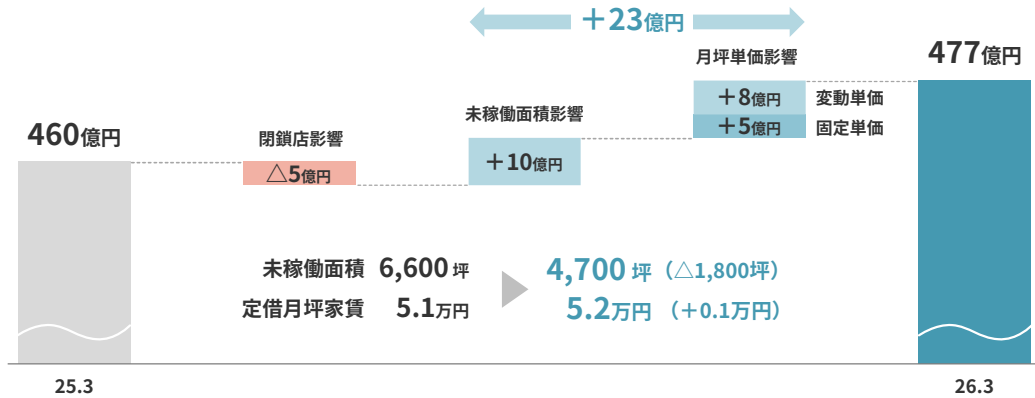 ＋23億円
月坪単価影響
477億円
＋8億円 変動単価
未稼働面積影響
＋5億円 固定単価
460億円
閉鎖店影響
＋10億円
△5億円
未稼働面積 6,600坪 4,700坪（△1,800坪）
定借月坪家賃 5.1万円 5.2万円（＋0.1万円）
25.3 26.3